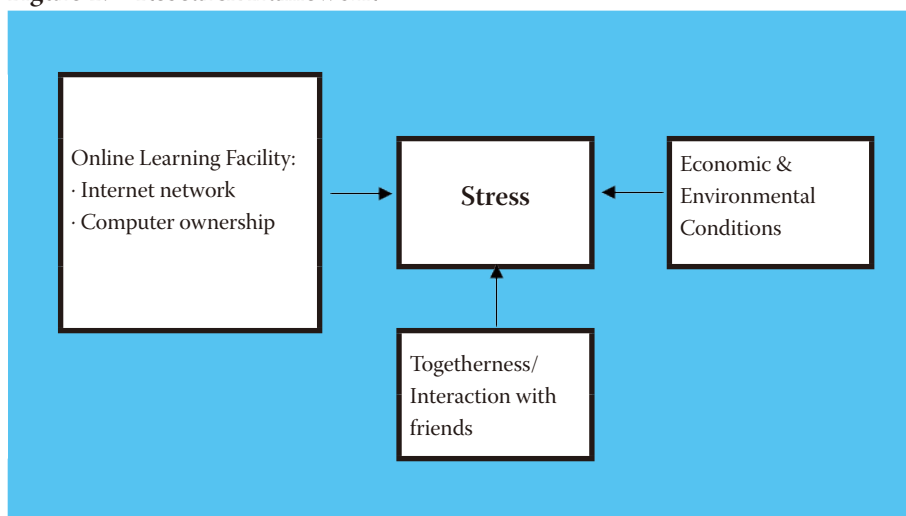 Online Learning Facility:
· Internet network
· Computer ownership
Stress
Economic &
Environmental
Conditions
Togetherness/
Interaction with
friends